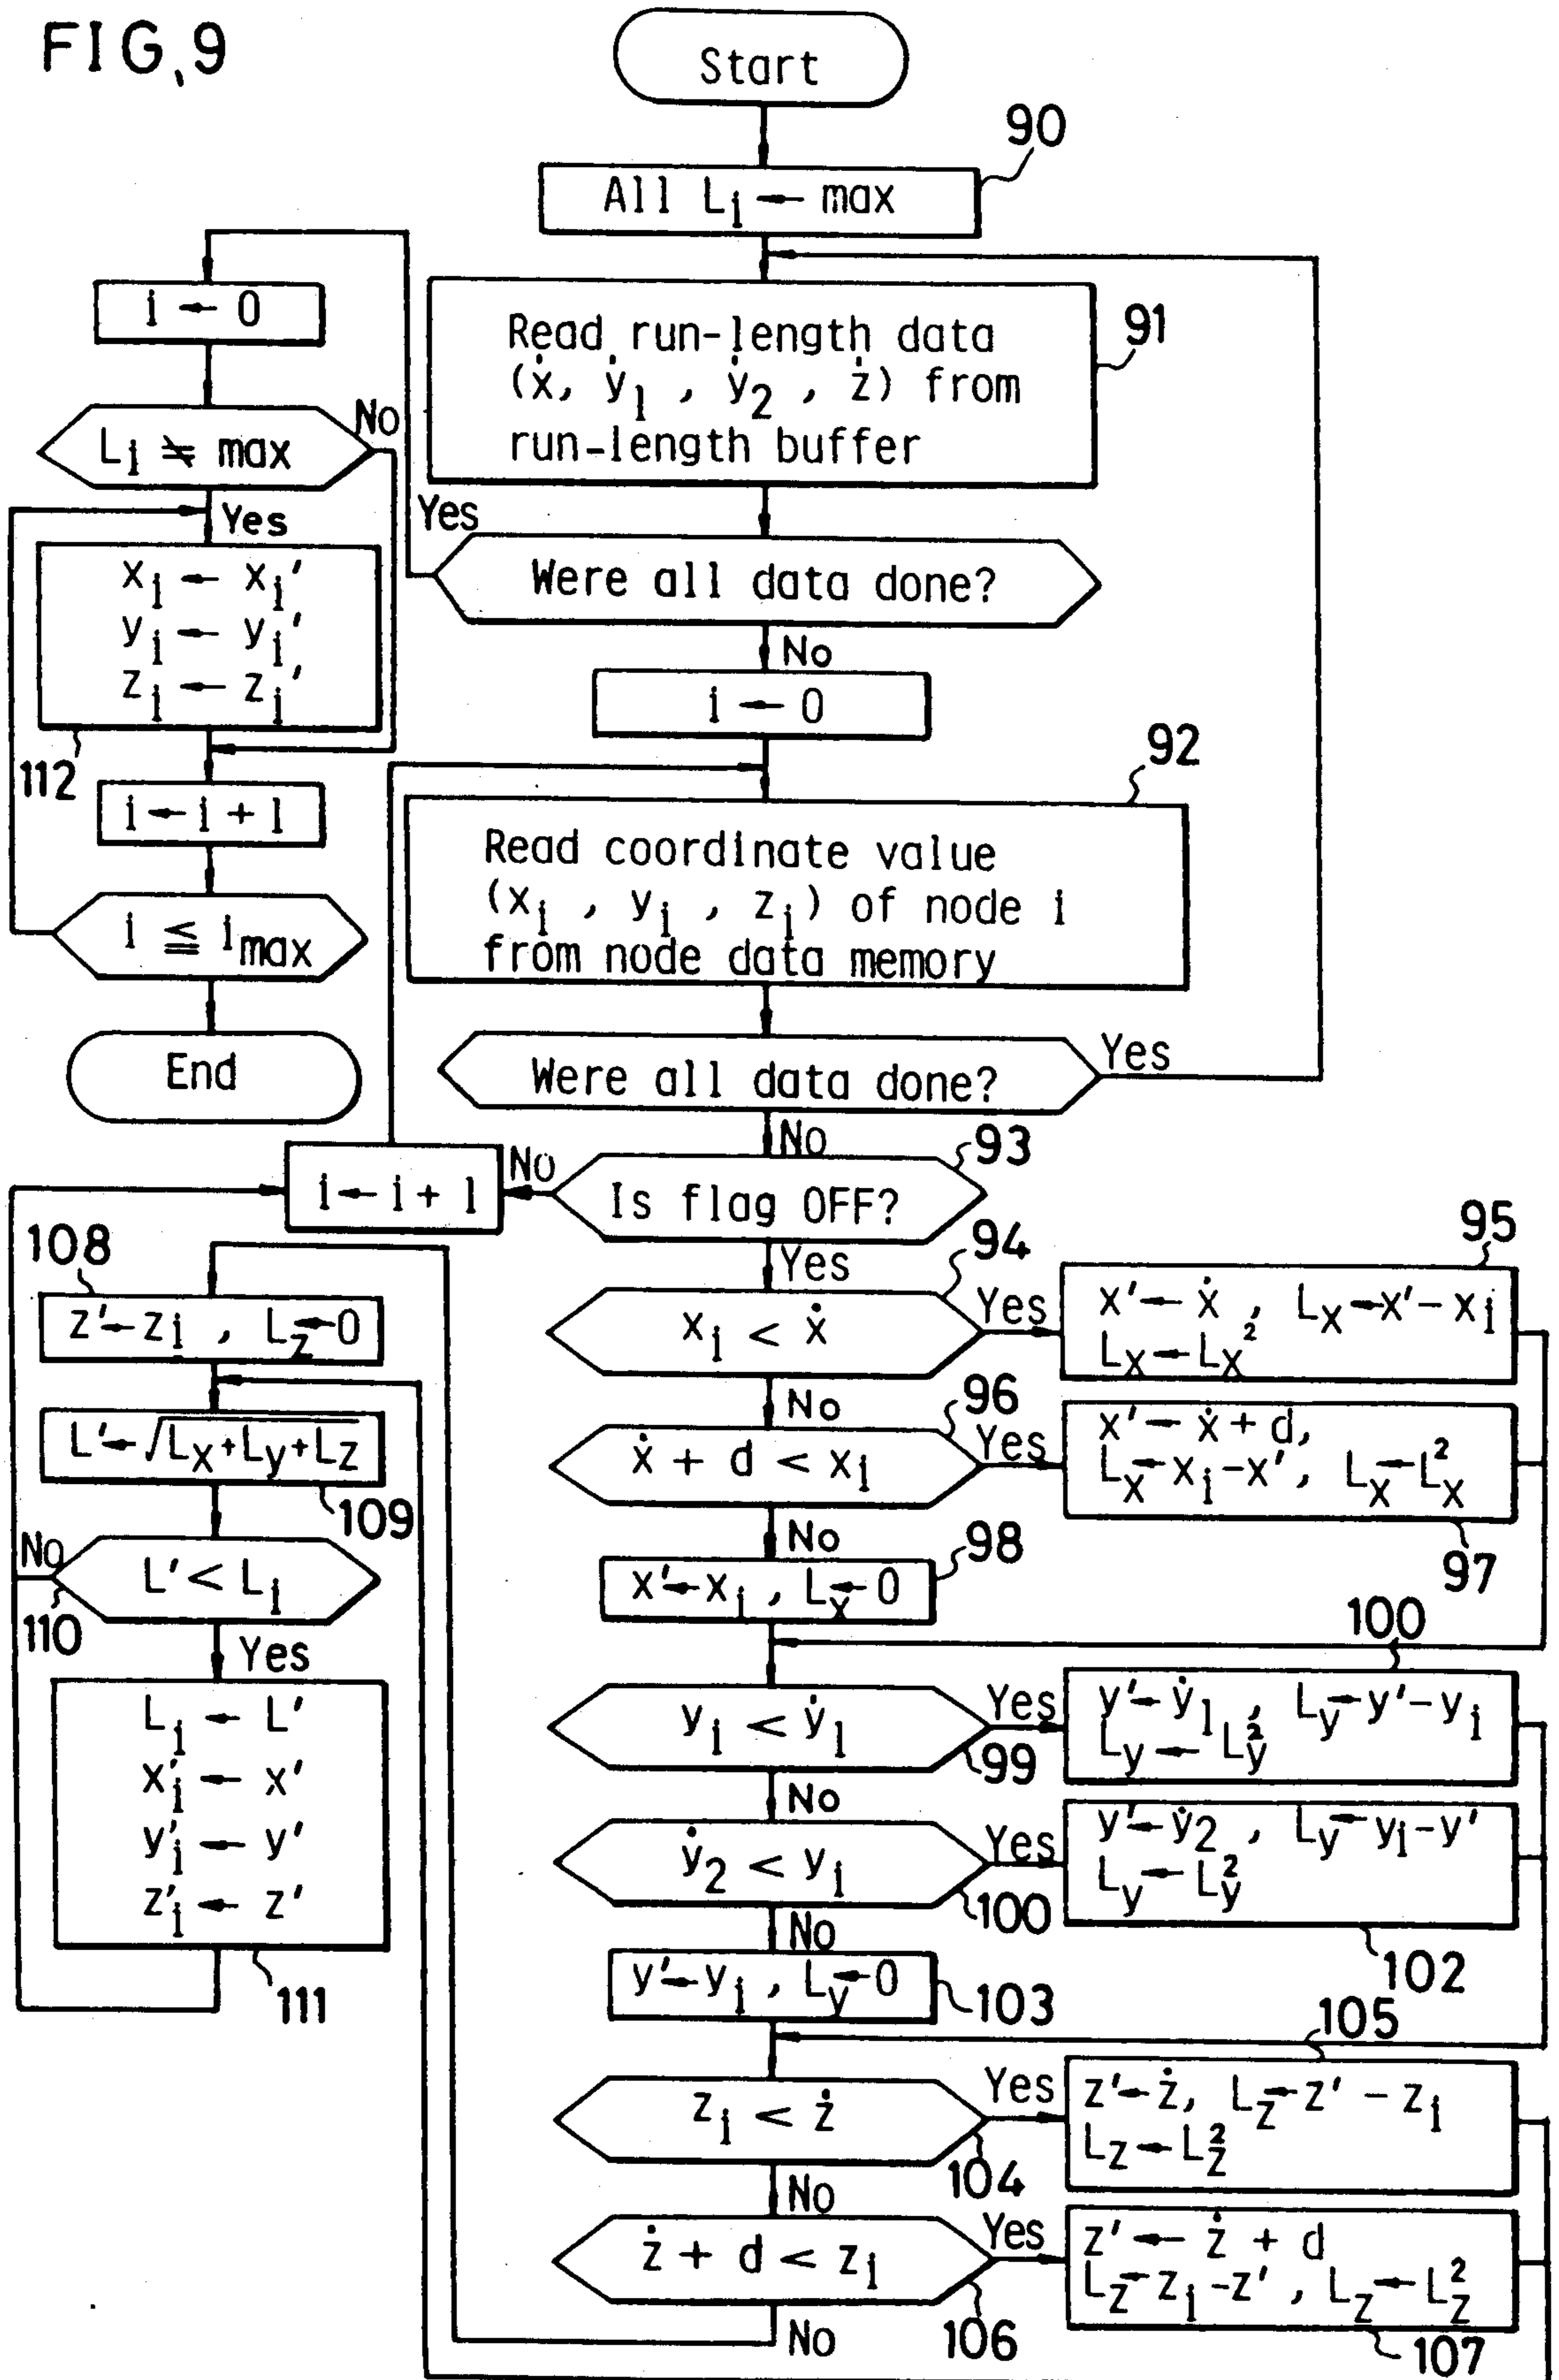 FIG,9
Start
90
All Li ← max
i ← 0
Read run-length data
(ẋ, ẏ1 , ẏ2 , ż) from
run-length buffer
91
Li ≠ max
No
Yes
xi ← xi'
yi ← yi'
zi ← zi'
112
i ← i + 1
i ≦ imax
End
Yes
Were all data done?
No
i ← 0
92
Read coordinate value
(xi , yi , zi) of node i
from node data memory
Were all data done?
Yes
No
93
Is flag OFF?
No
i ← i + 1
Yes
94
xi < ẋ
Yes
95
x' ← ẋ , Lx ← x' - xi
Lx ← Lx²
No
96
ẋ + d < xi
Yes
x' ← ẋ + d,
Lx ← xi - x' , Lx ← Lx²
97
No
98
x' ← xi , Lx ← 0
yi < ẏ1
99
Yes
100
y' ← ẏ1 , Ly ← y' - yi
Ly ← Ly²
No
ẏ2 < yi
100
Yes
y' ← ẏ2 , Ly ← yi - y'
Ly ← Ly²
102
No
y' ← yi , Ly ← 0
103
zi < ż
104
Yes
105
z' ← ż, Lz ← z' - zi
Lz ← Lz²
No
ż + d < zi
106
Yes
z' ← ż + d
Lz ← zi - z' , Lz ← Lz²
107
No
108
z' ← zi , Lz ← 0
L' ← √Lx+Ly+Lz
109
L' < Li
110
No
Yes
Li ← L'
x'i ← x'
y'i ← y'
z'i ← z'
111